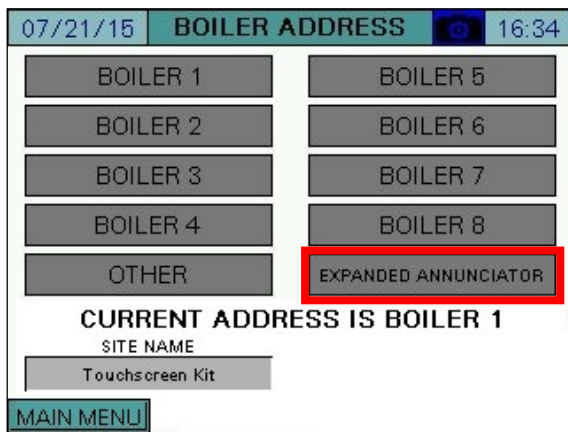 07/21/15 BOILER ADDRESS 16:34
BOILER 1 BOILER 5
BOILER 2 BOILER 6
BOILER 3 BOILER 7
BOILER 4 BOILER 8
OTHER EXPANDED ANNUNCIATOR
CURRENT ADDRESS IS BOILER 1
SITE NAME
Touchscreen Kit
MAIN MENU